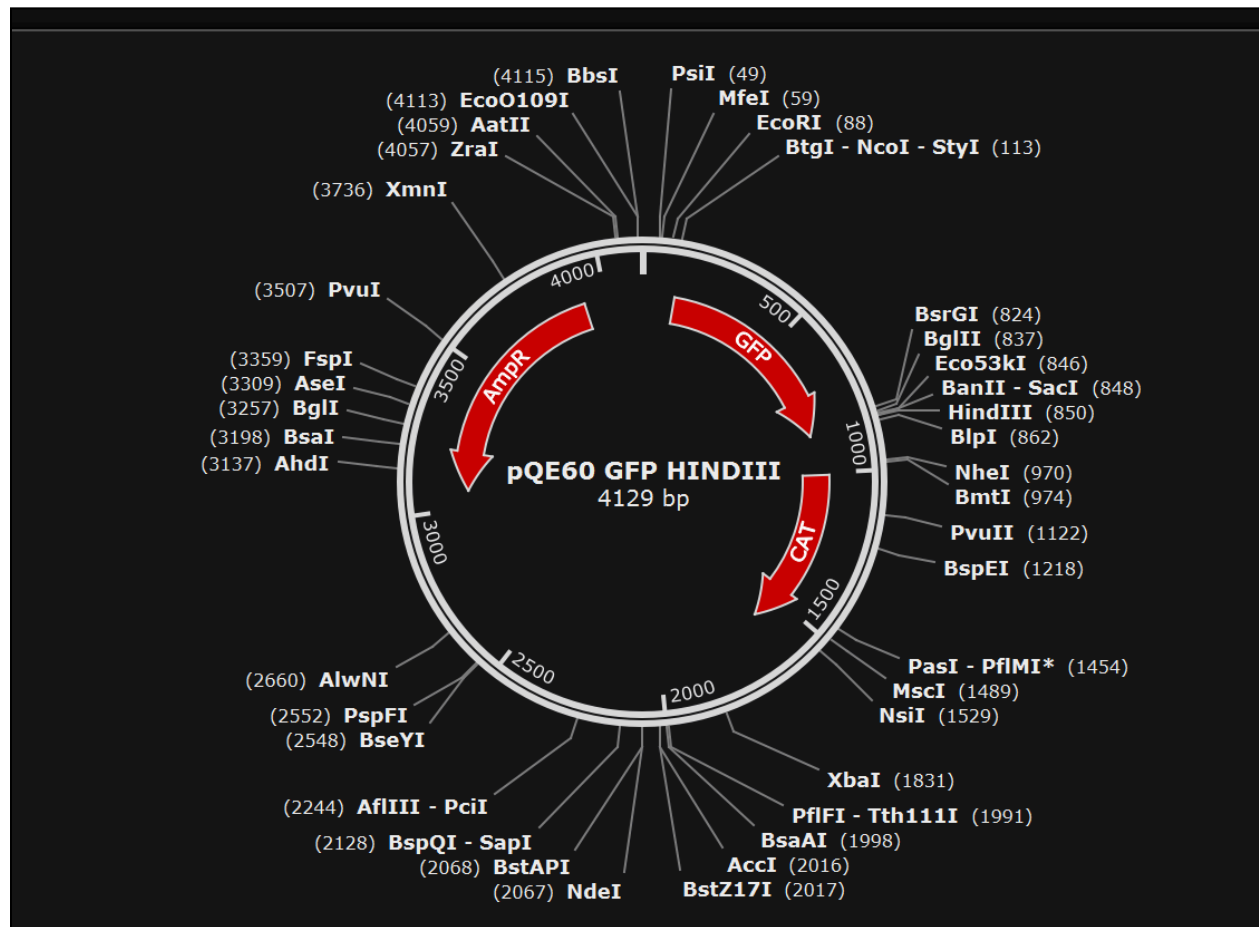 (4115) BbsI
(4113) EcoO109I
(4059) AatII
(4057) ZraI
(3736) XmnI
(3507) PvuI
(3359) FspI
(3309) AseI
(3257) BglI
(3198) BsaI
(3137) AhdI
(2660) AlwNI
(2552) PspFI
(2548) BseYI
(2244) AflIII - PciI
(2128) BspQI - SapI
(2068) BstAPI
(2067) NdeI
PsiI (49)
MfeI (59)
EcoRI (88)
BtgI - NcoI - StyI (113)
BsrGI (824)
BglII (837)
Eco53kI (846)
BanII - SacI (848)
HindIII (850)
BlpI (862)
NheI (970)
BmtI (974)
PvuII (1122)
BspEI (1218)
PasI - PflMI* (1454)
MscI (1489)
NsiI (1529)
XbaI (1831)
PflFI - Tth111I (1991)
BsaAI (1998)
AccI (2016)
BstZ17I (2017)
500
1000
1500
2000
2500
3000
3500
4000
GFP
CAT
AmpR
pQE60 GFP HINDIII
4129 bp